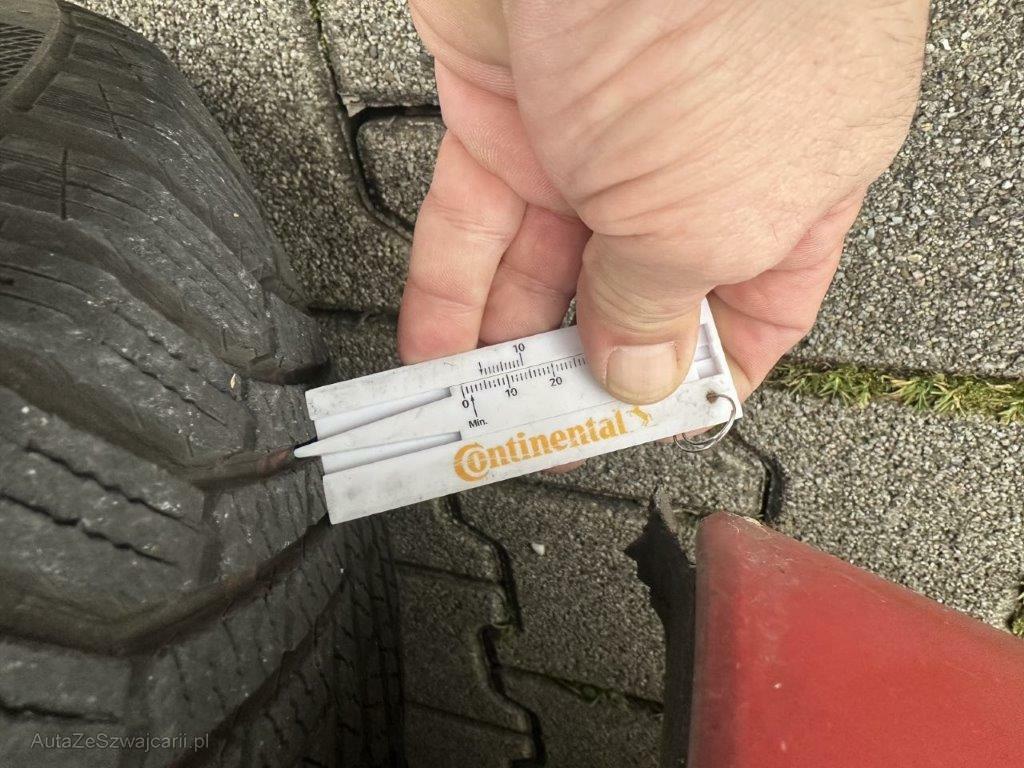 10
0 10 20
Min.
Continental
AutaZeSzwajcarii.pl